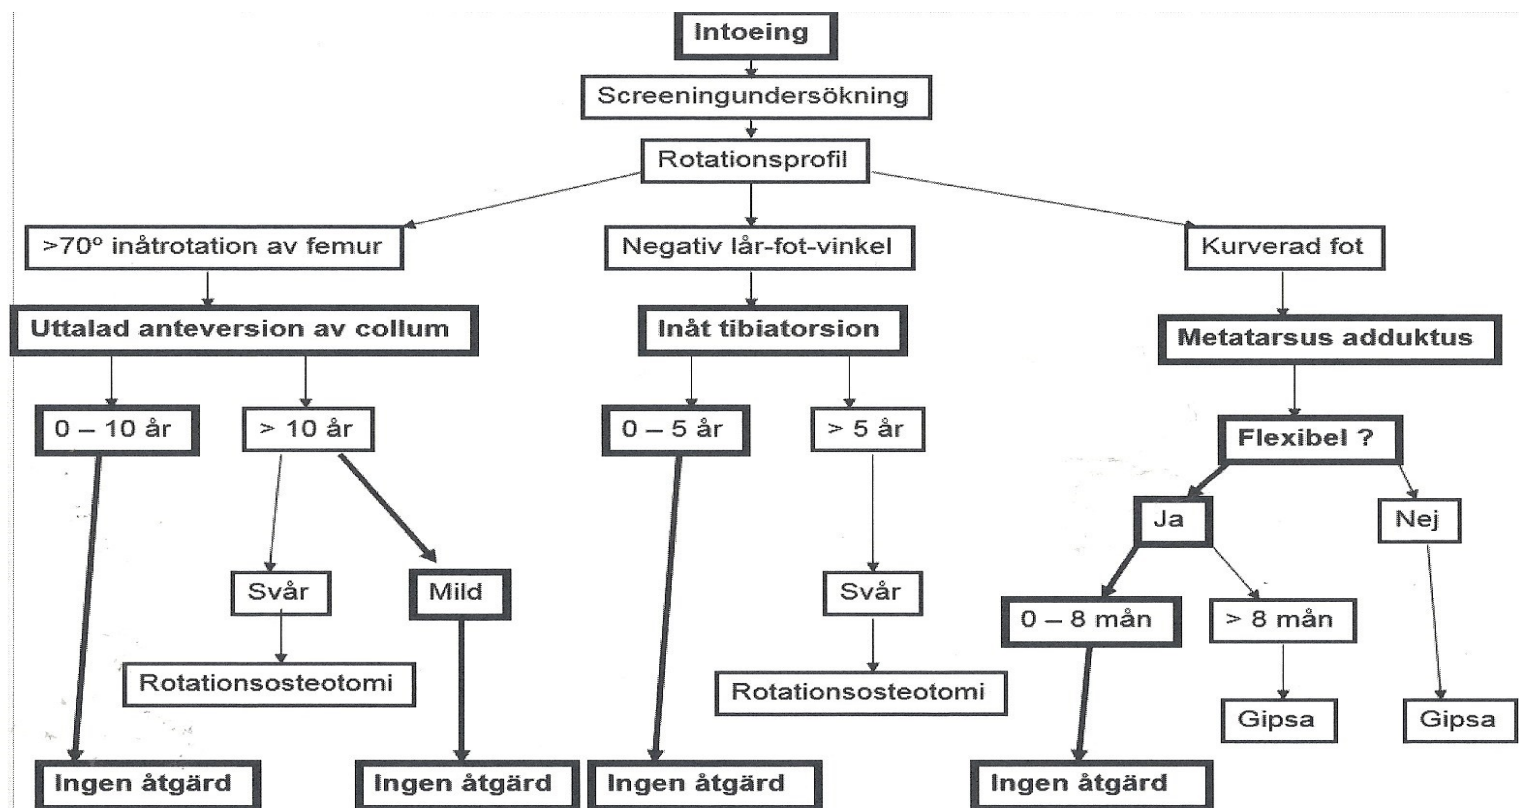 Intoeing
Screeningundersökning
Rotationsprofil
>70º inåtrotation av femur
Negativ lår-fot-vinkel
Kurverad fot
Uttalad anteversion av collum
Inåt tibiatorsion
Metatarsus adduktus
0 – 10 år
> 10 år
0 – 5 år
> 5 år
Flexibel ?
Ja
Nej
Svår
Mild
Svår
0 – 8 mån
> 8 mån
Rotationsosteotomi
Rotationsosteotomi
Gipsa
Gipsa
Ingen åtgärd
Ingen åtgärd
Ingen åtgärd
Ingen åtgärd